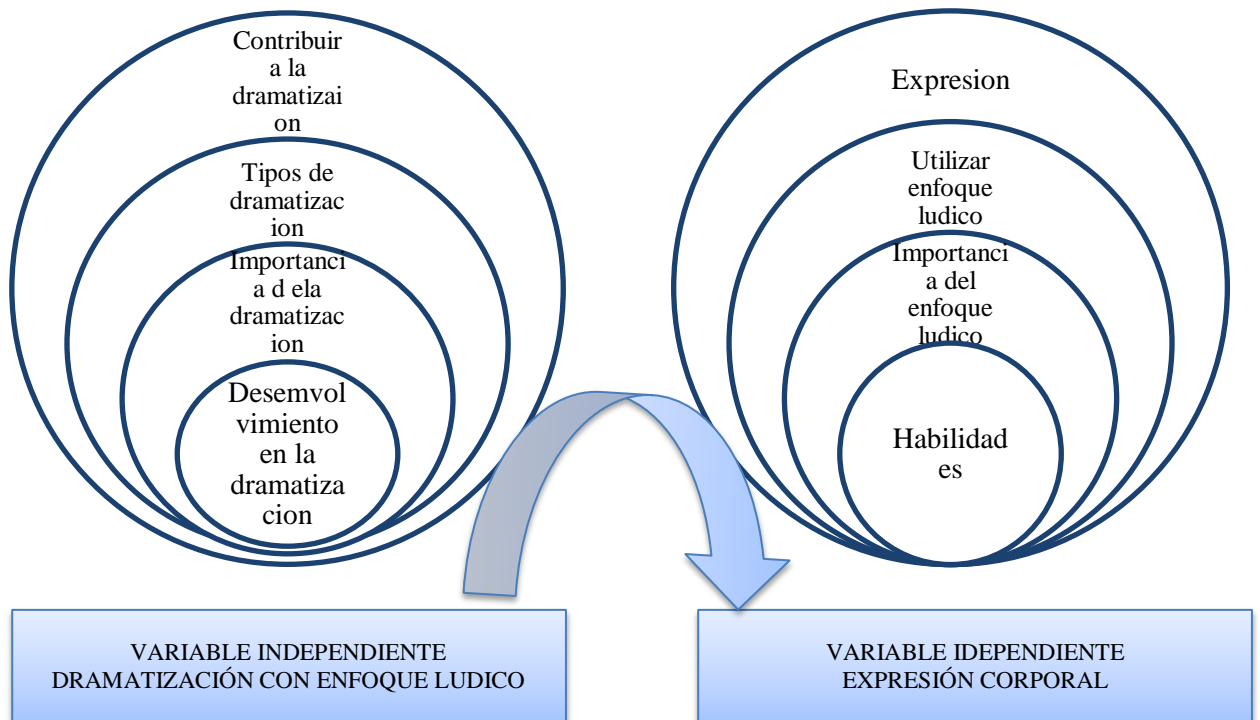 Contribuir
a la
dramatizai
on
Tipos de
dramatizac
ion
Importanci
a d ela
dramatizac
ion
Desemvol
vimiento
en la
dramatiza
cion
Expresion
Utilizar
enfoque
ludico
Importanci
a del
enfoque
ludico
Habilidad
es
VARIABLE INDEPENDIENTE
DRAMATIZACIÓN CON ENFOQUE LUDICO
VARIABLE IDEPENDIENTE
EXPRESIÓN CORPORAL